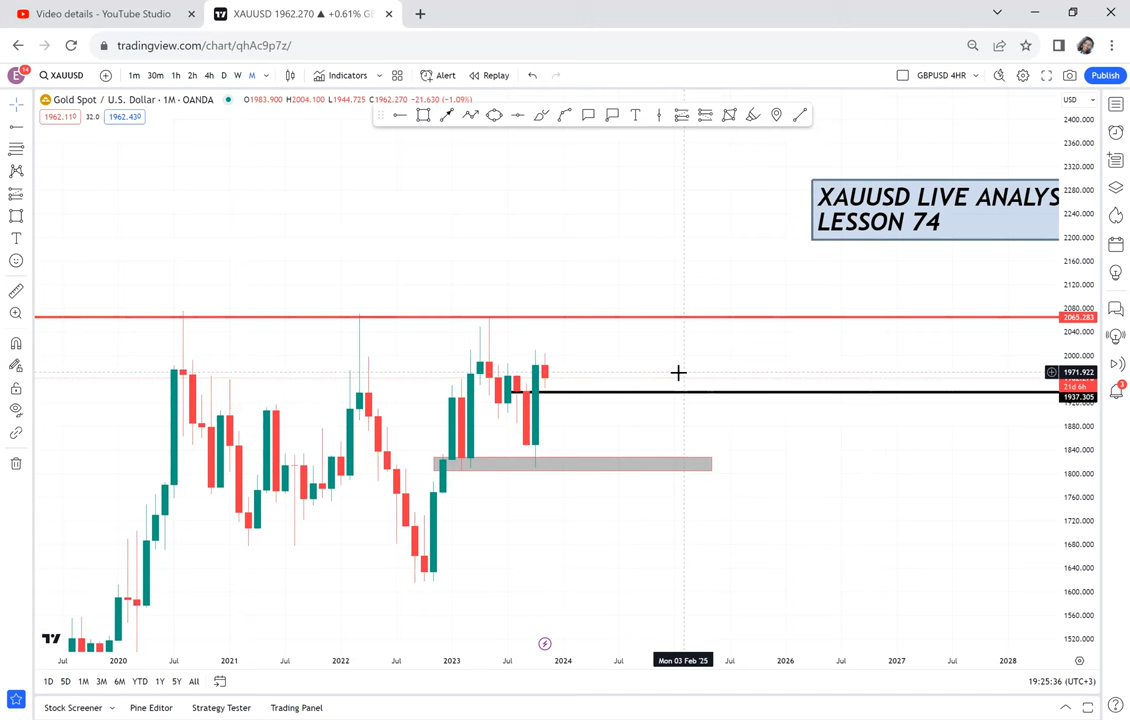 Video details - YouTube Studio
XAUUSD 1962.270 ▲ +0.61% GB
tradingview.com/chart/qhAc9p7z/
E 14 XAUUSD 1m 30m 1h 2h 4h D W M Indicators Alert Replay GBPUSD 4HR Publish
Gold Spot / U.S. Dollar · 1M · OANDA O1983.900 H2004.100 L1944.725 C1962.270 -21.630 (-1.09%) USD
1962.110 32.0 1962.430
2400.000
2360.000
2320.000
2280.000
XAUUSD LIVE ANALYS
LESSON 74
2240.000
2200.000
2160.000
2120.000
2080.000
2065.283
2040.000
2000.000
1971.922
21d 6h
1937.305
1880.000
1840.000
1800.000
1760.000
1720.000
1680.000
1640.000
1600.000
1560.000
1520.000
3
Jul 2020 Jul 2021 Jul 2022 Jul 2023 Jul 2024 Jul Mon 03 Feb '25 Jul 2026 Jul 2027 Jul 2028
1D 5D 1M 3M 6M YTD 1Y 5Y All 19:25:36 (UTC+3)
Stock Screener Pine Editor Strategy Tester Trading Panel